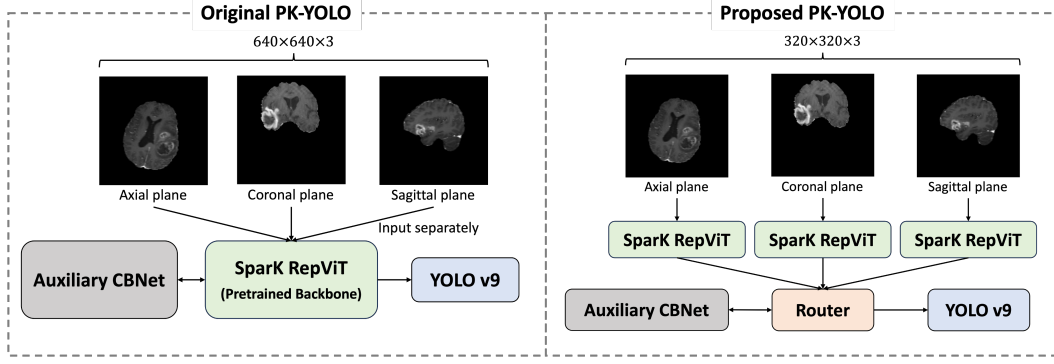 Original PK-YOLO
640×640×3
Axial plane
Coronal plane
Sagittal plane
Input separately
Auxiliary CBNet
SparK RepViT
(Pretrained Backbone)
YOLO v9
Proposed PK-YOLO
320×320×3
Axial plane
Coronal plane
Sagittal plane
SparK RepViT
SparK RepViT
SparK RepViT
Auxiliary CBNet
Router
YOLO v9